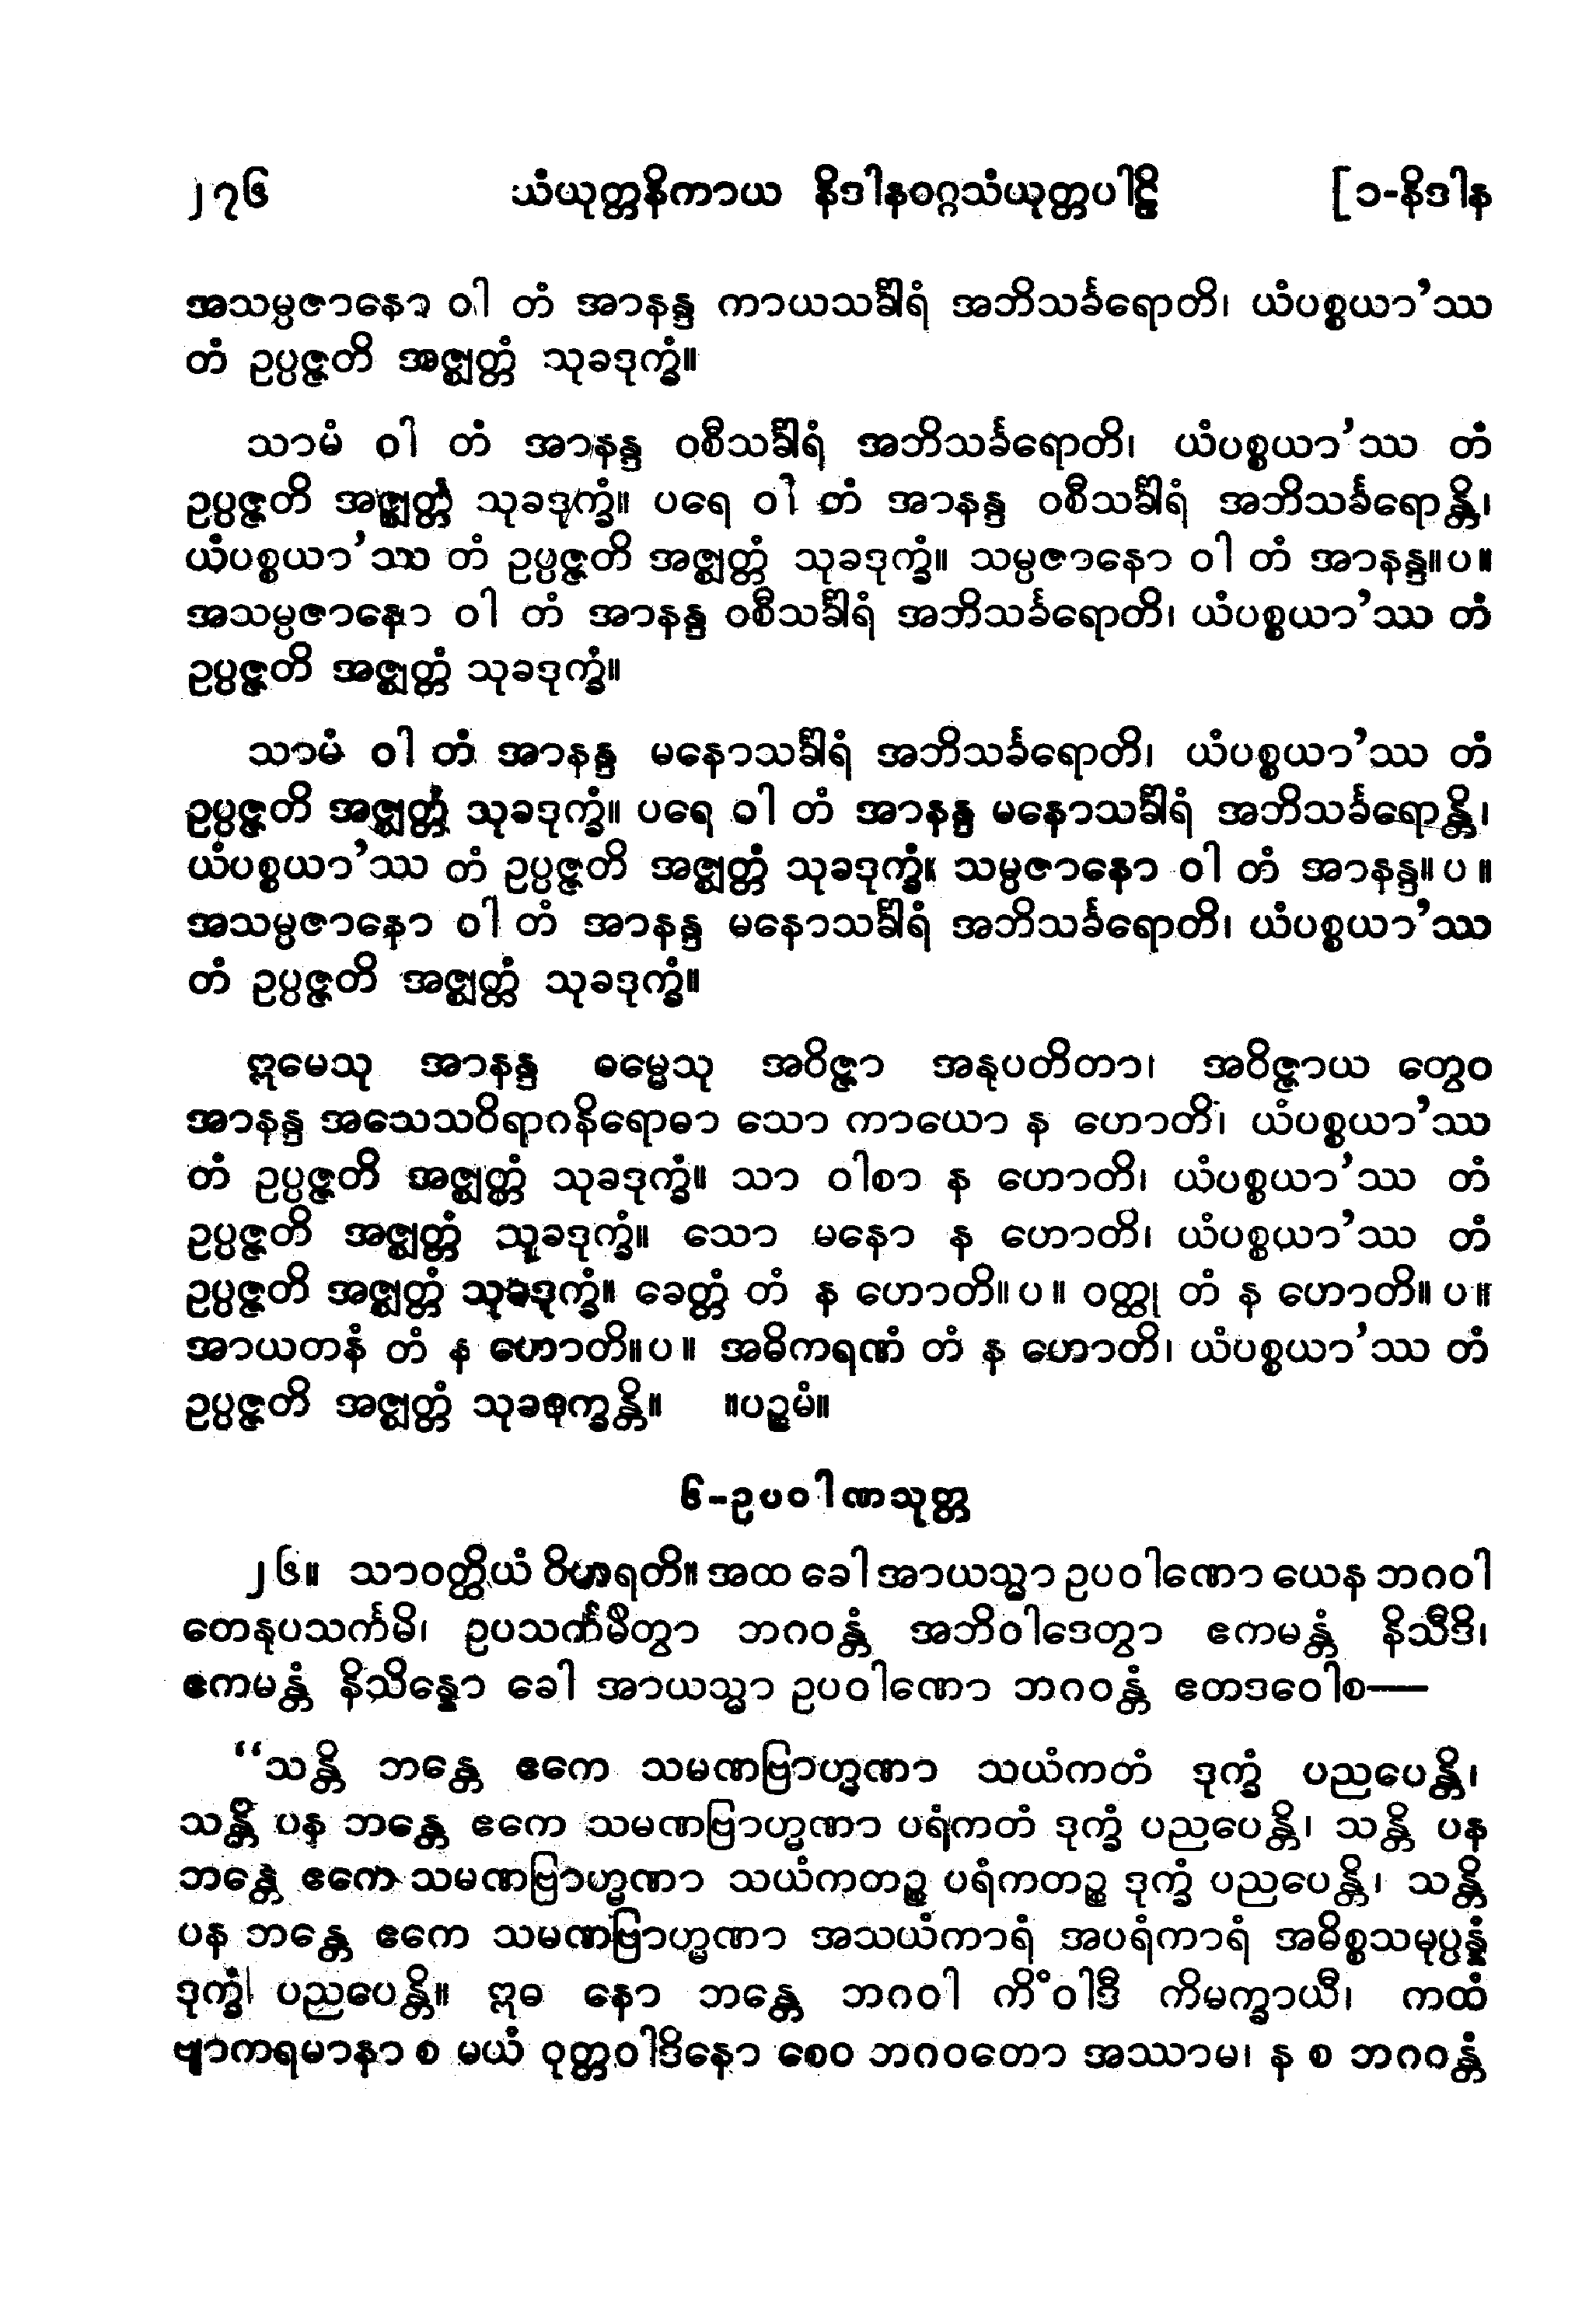 ၂၇၆ သံယုတ္တနိကာယ နိဒါနဝဂ္ဂသံယုတ္တပါဠိ [၁-နိဒါန
အသမ္ပဇာနော ဝါ တံ အာနန္ဒ ကာယသင်္ခါရံ အဘိသင်္ခရောတိ၊ ယံပစ္စယာ’ဿ
တံ ဥပ္ပဇ္ဇတိ အဇ္ဈတ္တံ သုခဒုက္ခံ။
သာမံ ဝါ တံ အာနန္ဒ ဝစီသင်္ခါရံ အဘိသင်္ခရောတိ၊ ယံပစ္စယာ’ဿ တံ
ဥပ္ပဇ္ဇတိ အဇ္ဈတ္တံ သုခဒုက္ခံ။ ပရေ ဝါ တံ အာနန္ဒ ဝစီသင်္ခါရံ အဘိသင်္ခရောန္တိ၊
ယံပစ္စယာ’ဿ တံ ဥပ္ပဇ္ဇတိ အဇ္ဈတ္တံ သုခဒုက္ခံ။ သမ္ပဇာနော ဝါ တံ အာနန္ဒ။ပ။
အသမ္ပဇာနော ဝါ တံ အာနန္ဒ ဝစီသင်္ခါရံ အဘိသင်္ခရောတိ၊ ယံပစ္စယာ’ဿ တံ
ဥပ္ပဇ္ဇတိ အဇ္ဈတ္တံ သုခဒုက္ခံ။
သာမံ ဝါ တံ အာနန္ဒ မနောသင်္ခါရံ အဘိသင်္ခရောတိ၊ ယံပစ္စယာ’ဿ တံ
ဥပ္ပဇ္ဇတိ အဇ္ဈတ္တံ သုခဒုက္ခံ။ ပရေ ဝါ တံ အာနန္ဒ မနောသင်္ခါရံ အဘိသင်္ခရောန္တိ၊
ယံပစ္စယာ’ဿ တံ ဥပ္ပဇ္ဇတိ အဇ္ဈတ္တံ သုခဒုက္ခံ။ သမ္ပဇာနော ဝါ တံ အာနန္ဒ။ပ။
အသမ္ပဇာနော ဝါ တံ အာနန္ဒ မနောသင်္ခါရံ အဘိသင်္ခရောတိ၊ ယံပစ္စယာ’ဿ
တံ ဥပ္ပဇ္ဇတိ အဇ္ဈတ္တံ သုခဒုက္ခံ။
ဣမေသု အာနန္ဒ ဓမ္မေသု အဝိဇ္ဇာ အနုပတိတာ၊ အဝိဇ္ဇာယ တွေဝ
အာနန္ဒ အသေသဝိရာဂနိရောဓာ သော ကာယော န ဟောတိ၊ ယံပစ္စယာ’ဿ
တံ ဥပ္ပဇ္ဇတိ အဇ္ဈတ္တံ သုခဒုက္ခံ။ သာ ဝါစာ န ဟောတိ၊ ယံပစ္စယာ’ဿ တံ
ဥပ္ပဇ္ဇတိ အဇ္ဈတ္တံ သုခဒုက္ခံ။ သော မနော န ဟောတိ၊ ယံပစ္စယာ’ဿ တံ
ဥပ္ပဇ္ဇတိ အဇ္ဈတ္တံ သုခဒုက္ခံ။ ခေတ္တံ တံ န ဟောတိ။ပ။ ဝတ္ထု တံ န ဟောတိ။ပ။
အာယတနံ တံ န ဟောတိ။ပ။ အဓိကရဏံ တံ န ဟောတိ၊ ယံပစ္စယာ’ဿ တံ
ဥပ္ပဇ္ဇတိ အဇ္ဈတ္တံ သုခဒုက္ခန္တိ။ ။ပဉ္စမံ။
၆-ဥပဝါဏသုတ္တ
၂၆။ သာဝတ္ထိယံ ဝိဟရတိ။ အထ ခေါ အာယသ္မာ ဥပဝါဏော ယေန ဘဂဝါ
တေနုပသင်္ကမိ၊ ဥပသင်္ကမိတွာ ဘဂဝန္တံ အဘိဝါဒေတွာ ဧကမန္တံ နိသီဒိ၊
ဧကမန္တံ နိသိန္နော ခေါ အာယသ္မာ ဥပဝါဏော ဘဂဝန္တံ ဧတဒဝေါစ—
“သန္တိ ဘန္တေ ဧကေ သမဏဗြာဟ္မဏာ သယံကတံ ဒုက္ခံ ပညပေန္တိ၊
သန္တိ ပန ဘန္တေ ဧကေ သမဏဗြာဟ္မဏာ ပရံကတံ ဒုက္ခံ ပညပေန္တိ၊ သန္တိ ပန
ဘန္တေ ဧကေ သမဏဗြာဟ္မဏာ သယံကတဉ္စ ပရံကတဉ္စ ဒုက္ခံ ပညပေန္တိ၊ သန္တိ
ပန ဘန္တေ ဧကေ သမဏဗြာဟ္မဏာ အသယံကာရံ အပရံကာရံ အဓိစ္စသမုပ္ပန္နံ
ဒုက္ခံ ပညပေန္တိ။ ဣဓ နော ဘန္တေ ဘဂဝါ ကိံဝါဒီ ကိမက္ခာယီ၊ ကထံ
ဗျာကရမာနာ စ မယံ ဝုတ္တဝါဒိနော စေဝ ဘဂဝတော အဿာမ၊ န စ ဘဂဝန္တံ